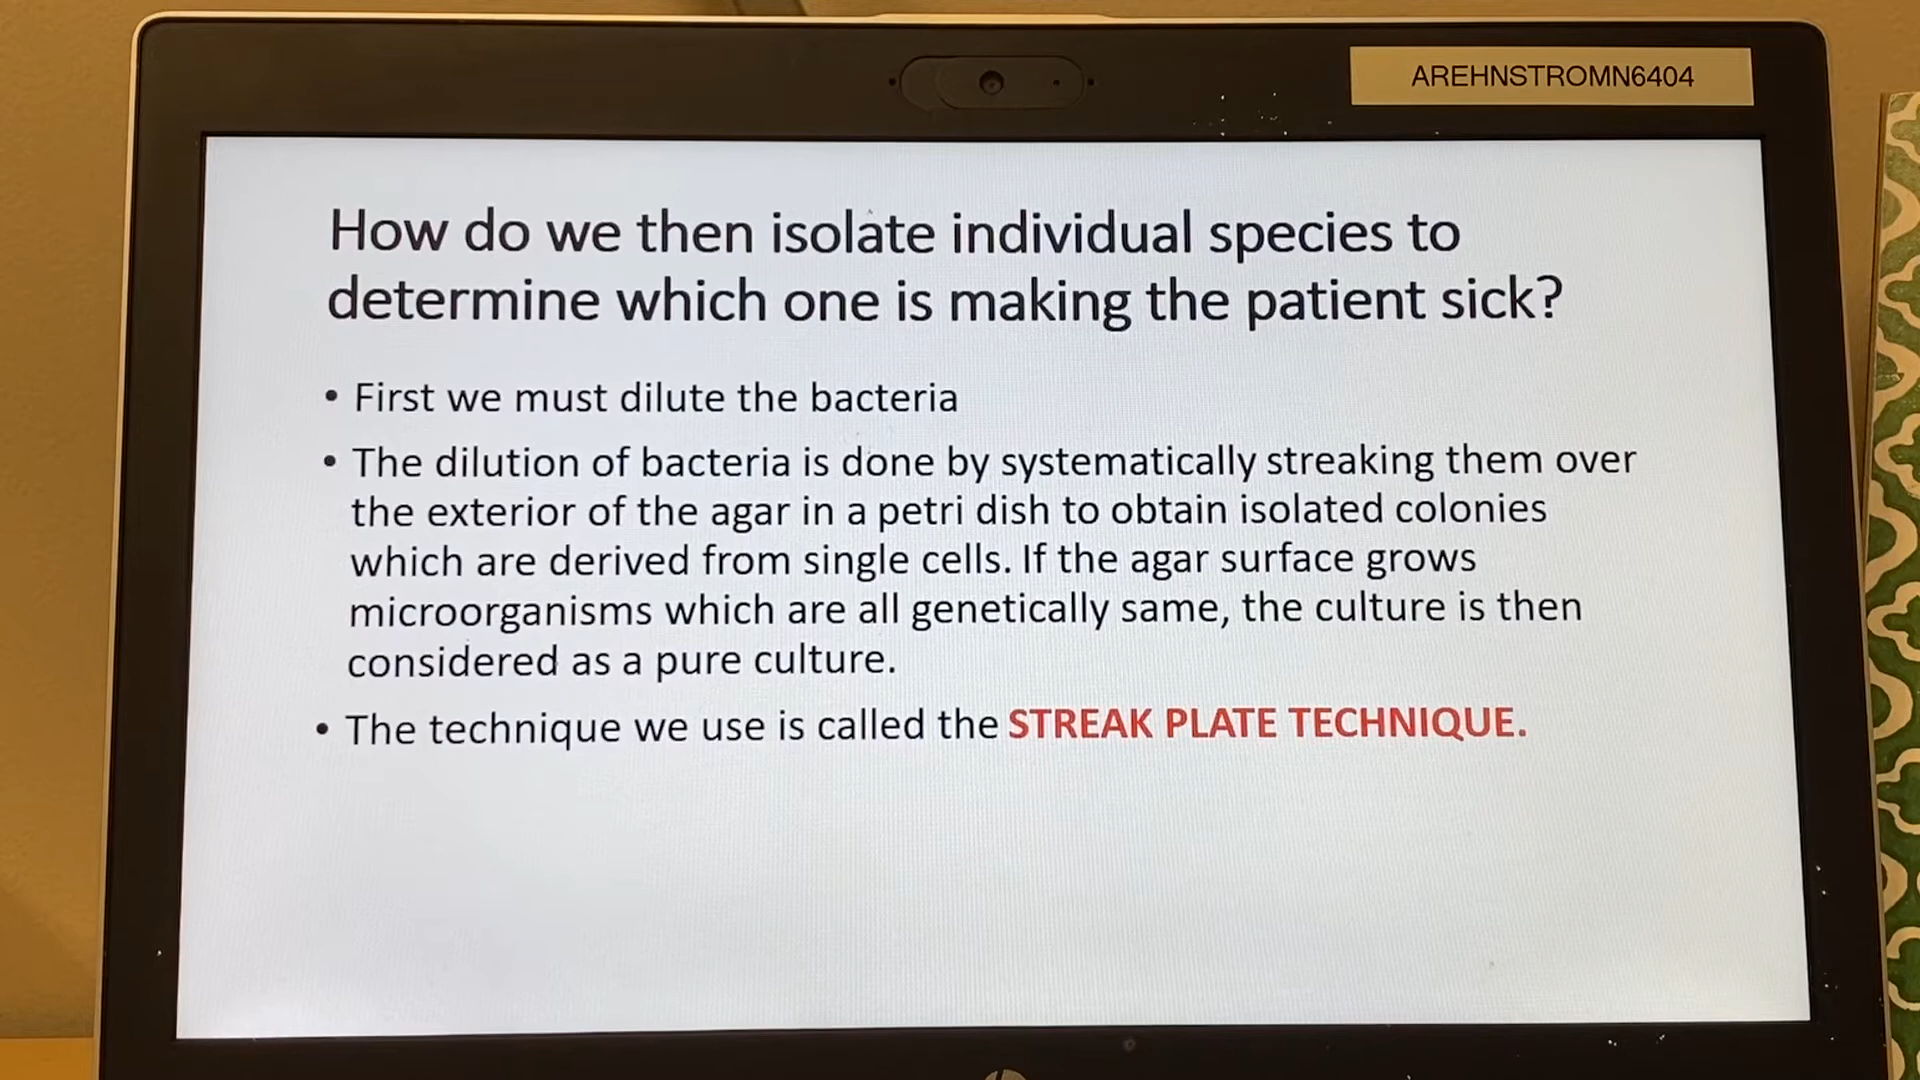 AREHNSTROMN6404
How do we then isolate individual species to
determine which one is making the patient sick?
• First we must dilute the bacteria
• The dilution of bacteria is done by systematically streaking them over
the exterior of the agar in a petri dish to obtain isolated colonies
which are derived from single cells. If the agar surface grows
microorganisms which are all genetically same, the culture is then
considered as a pure culture.
• The technique we use is called the STREAK PLATE TECHNIQUE.